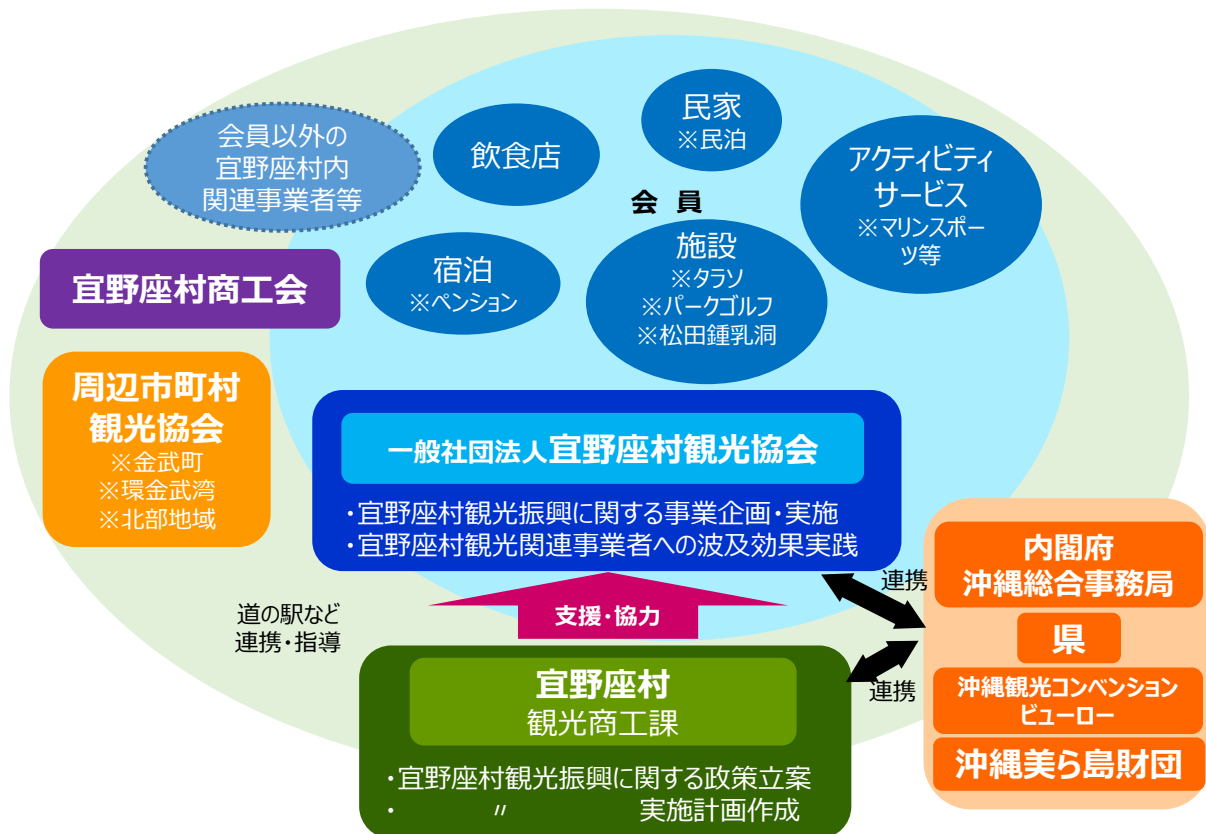 民家
※民泊
会員以外の
宜野座村内
関連事業者等
飲食店
アクティビティ
サービス
※マリンスポー
ツ等
会 員
宿泊
※ペンション
施設
※タラソ
※パークゴルフ
※松田鍾乳洞
宜野座村商工会
周辺市町村
観光協会
※金武町
※環金武湾
※北部地域
一般社団法人宜野座村観光協会
・宜野座村観光振興に関する事業企画・実施
・宜野座村観光関連事業者への波及効果実践
連携
内閣府
沖縄総合事務局
県
沖縄観光コンベンション
ビューロー
沖縄美ら島財団
道の駅など
連携・指導
支援・協力
連携
宜野座村
観光商工課
・宜野座村観光振興に関する政策立案
・ 〃 実施計画作成